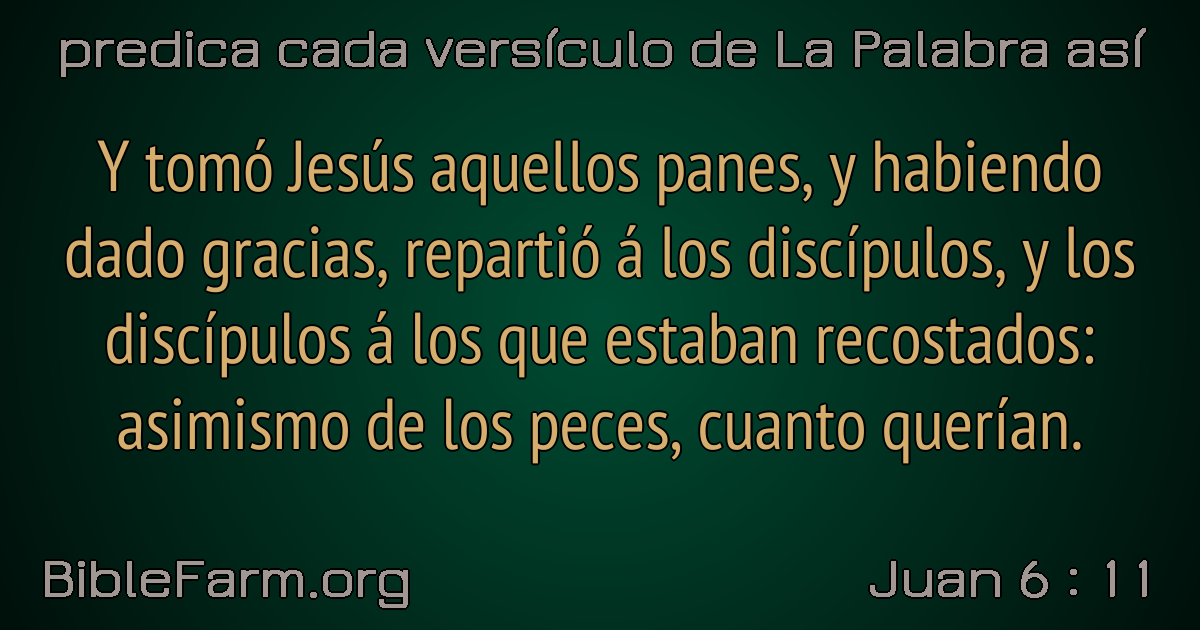 predica cada versículo de La Palabra así
Y tomó Jesús aquellos panes, y habiendo
dado gracias, repartió á los discípulos, y los
discípulos á los que estaban recostados:
asimismo de los peces, cuanto querían.
BibleFarm.org
Juan 6 : 11